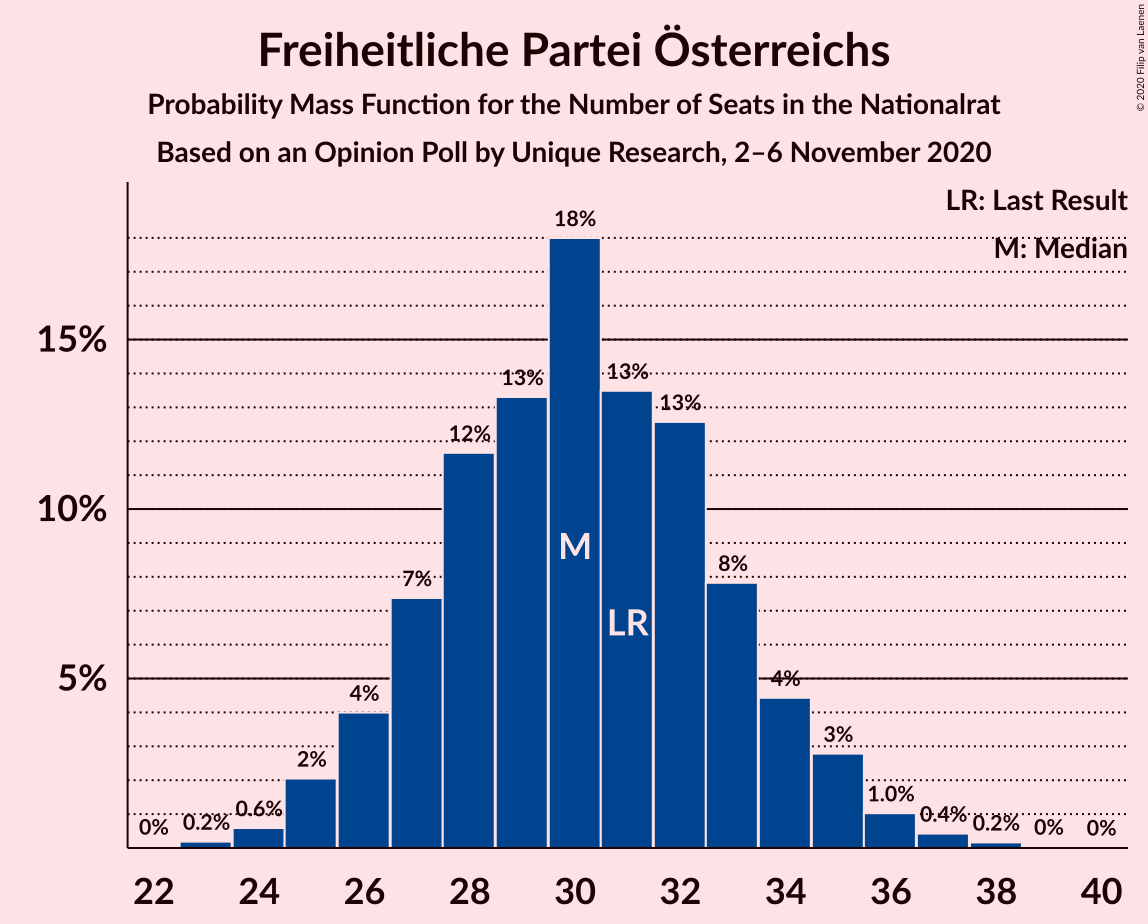 Freiheitliche Partei Österreichs
Probability Mass Function for the Number of Seats in the Nationalrat
Based on an Opinion Poll by Unique Research, 2–6 November 2020
© 2020 Filip van Laenen
LR: Last Result
M: Median
15%
10%
5%
0%
0.2%
0.6%
2%
4%
7%
12%
13%
18%
13%
13%
8%
4%
3%
1.0%
0.4%
0.2%
0%
0%
M
LR
22 24 26 28 30 32 34 36 38 40